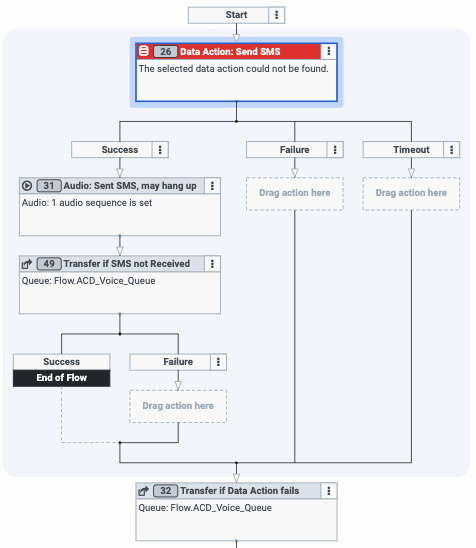 Start
26 Data Action: Send SMS
The selected data action could not be found.
Success
Failure
Timeout
31 Audio: Sent SMS, may hang up
Audio: 1 audio sequence is set
Drag action here
Drag action here
49 Transfer if SMS not Received
Queue: Flow.ACD_Voice_Queue
Success
Failure
End of Flow
Drag action here
32 Transfer if Data Action fails
Queue: Flow.ACD_Voice_Queue